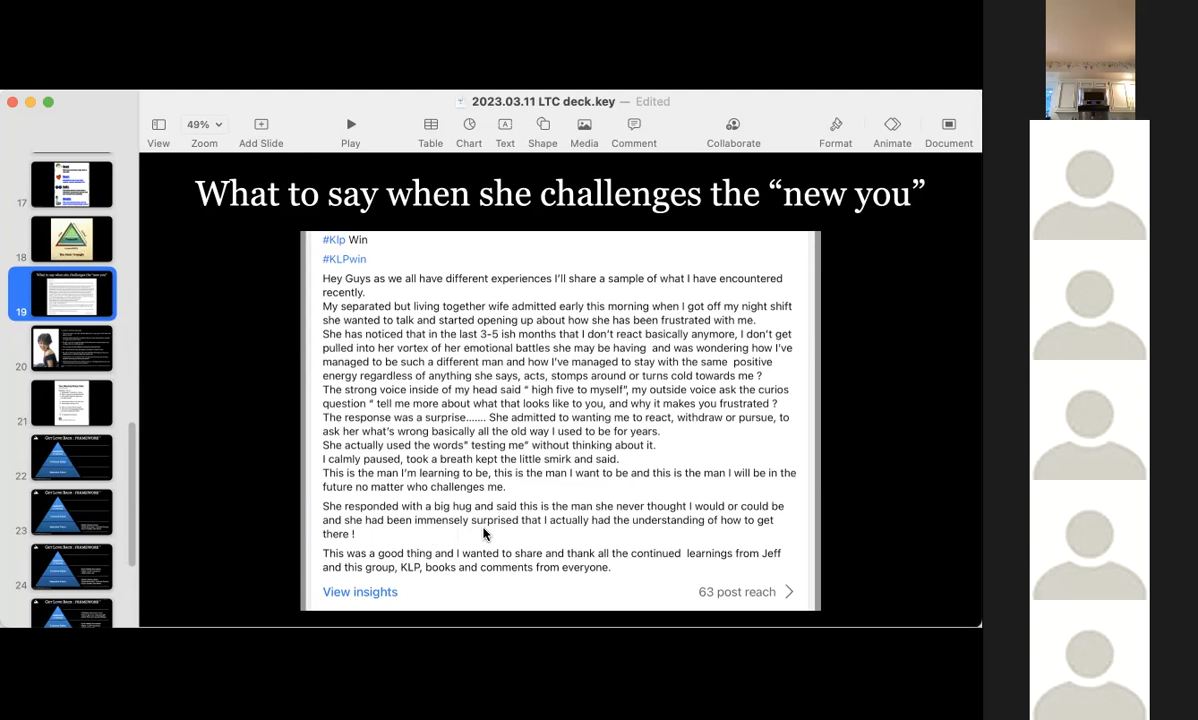 2023.03.11 LTC deck.key — Edited
49%
View
Zoom
Add Slide
Play
Table
Chart
Text
Shape
Media
Comment
Collaborate
Format
Animate
Document
17
18
19
20
21
22
23
24
What to say when she challenges the “new you”
#Klp Win
#KLPwin
Hey Guys as we all have different experiences I’ll share a sample of what I have encountered
recently.
My separated but living together wife admitted early this morning when I got off my night shift
she wanted to talk and started opening up about how she has been frustrated with me.
She has noticed that in the last 3-5 ish months that I don’t react basically anymore, I don’t get
pulled into her vortex of her emotional battles she may be having  and was wondering how I’ve
managed to be such a different man and how I’ve managed to stay with the same  positive
energy regardless of anything she says, acts, stomps around or turns cold towards me ?
The strong voice inside of my head said “ high five to myself”, my outside voice ask the curios
question “ tell me more about what that looks like to you, and why it makes you frustrated ?
The response was a surprise....... She admitted to wanting me to react, withdraw or pursue, to
ask her what’s wrong basically all the old way I used to be for years.
She actually used the words” testing me” without thinking about it.
I calmly paused, took a breath kept the little smirk and said.
This is the man I’m learning to be, this is the man I want to be and this is the man I will be in the
future no matter who challenges me.
She responded with a big hug and said this is the man she never thought I would or could be
and she had been immensely surprised that I actually had the understanding of how to get
there !
This was a good thing and I wanted to share and thank all the continued  learnings from Jeff
and this group, KLP, books and comments from everyone.
View insights
63 post reach